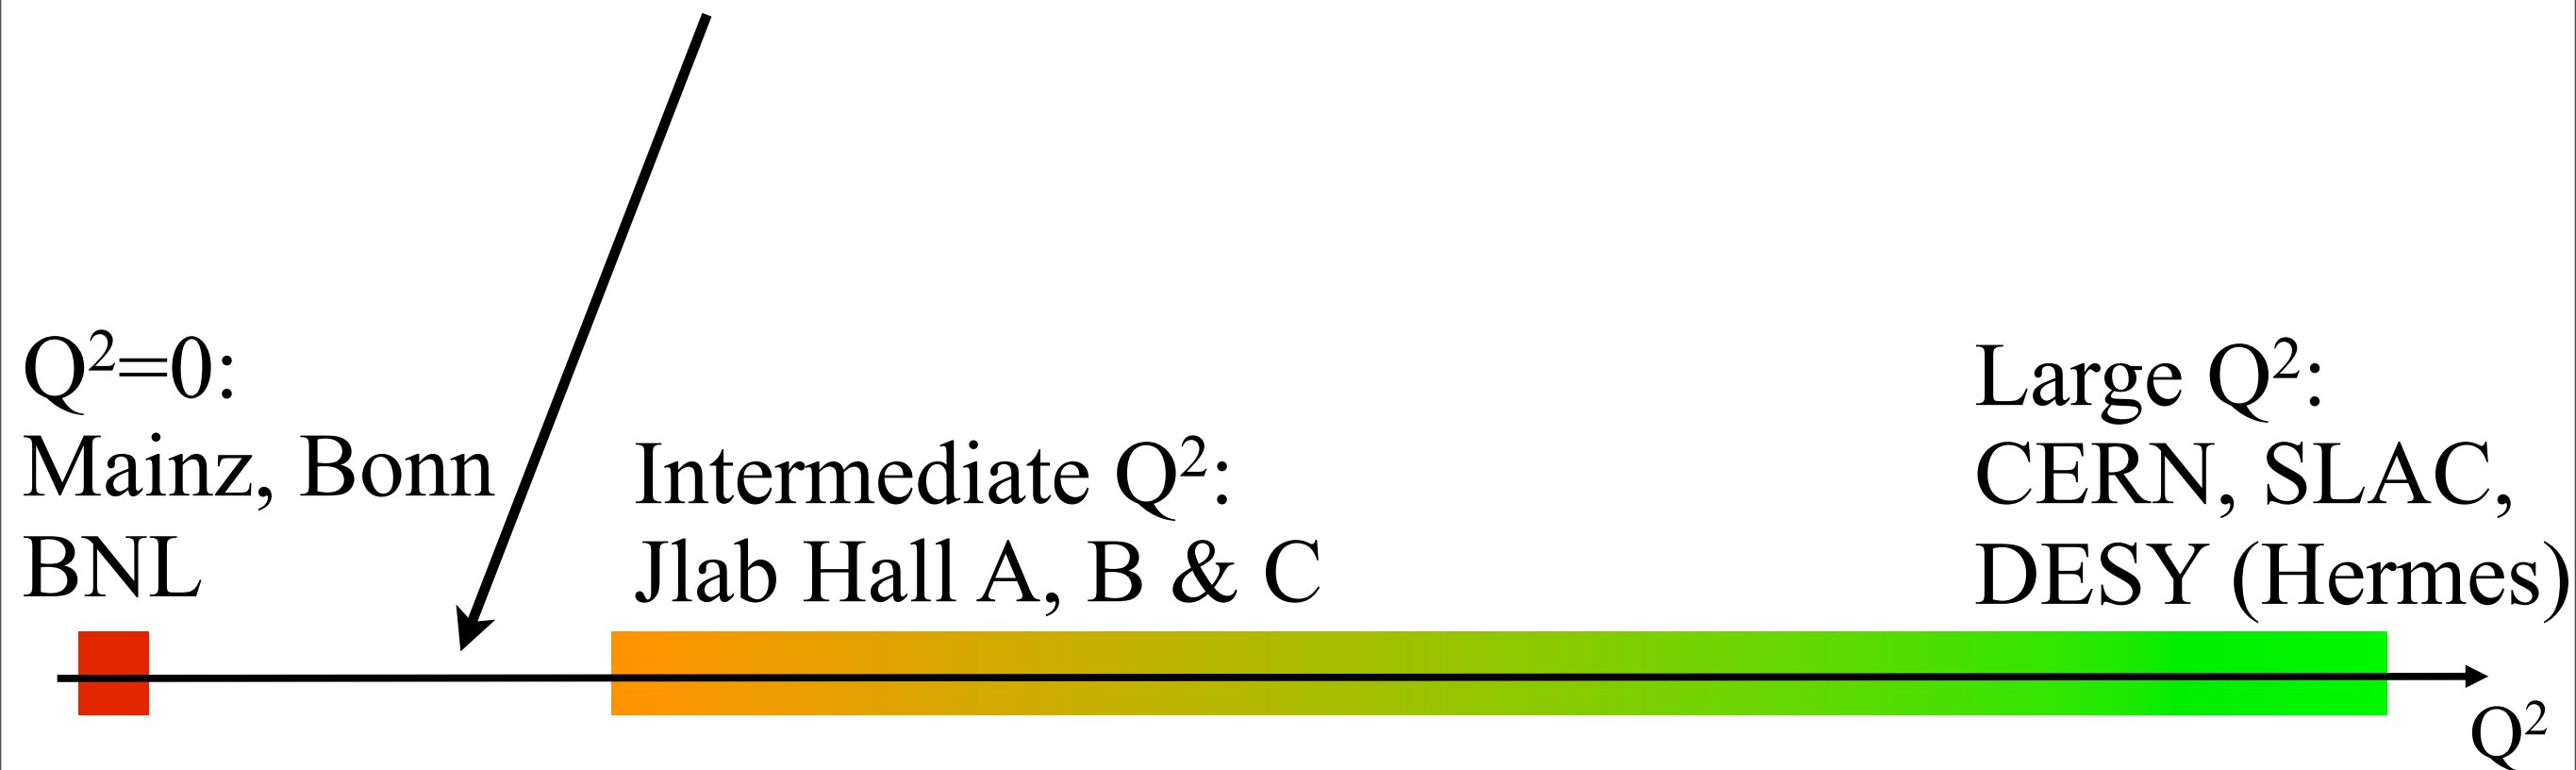 Q²=0:
Mainz, Bonn
BNL
Intermediate Q²:
Jlab Hall A, B & C
Large Q²:
CERN, SLAC,
DESY (Hermes)
Q²